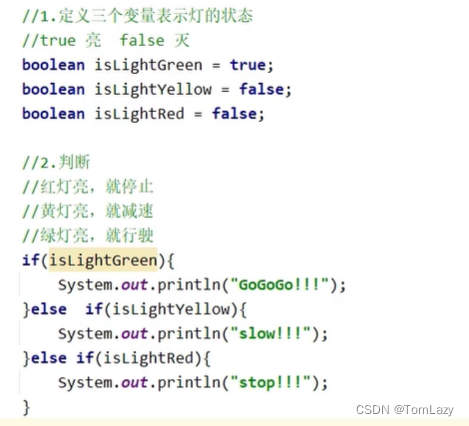 //1.定义三个变量表示灯的状态
//true 亮  false 灭
boolean isLightGreen = true;
boolean isLightYellow = false;
boolean isLightRed = false;
//2.判断
//红灯亮，就停止
//黄灯亮，就减速
//绿灯亮，就行驶
if(isLightGreen){
    System.out.println("GoGoGo!!!");
}else  if(isLightYellow){
    System.out.println("slow!!!");
}else if(isLightRed){
    System.out.println("stop!!!");
}
CSDN @TomLazy